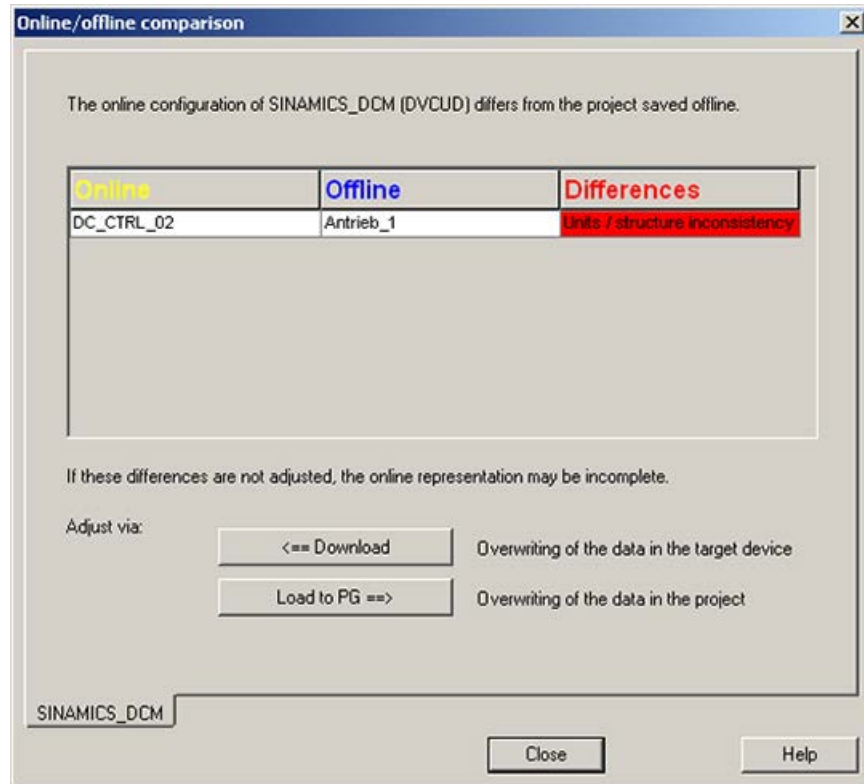 Online/offline comparison
The online configuration of SINAMICS_DCM (DVCUD) differs from the project saved offline.
Online Offline Differences
DC_CTRL_02 Antrieb_1 Units / structure inconsistency
If these differences are not adjusted, the online representation may be incomplete.
Adjust via:
<== Download Overwriting of the data in the target device
Load to PG ==> Overwriting of the data in the project
SINAMICS_DCM
Close Help